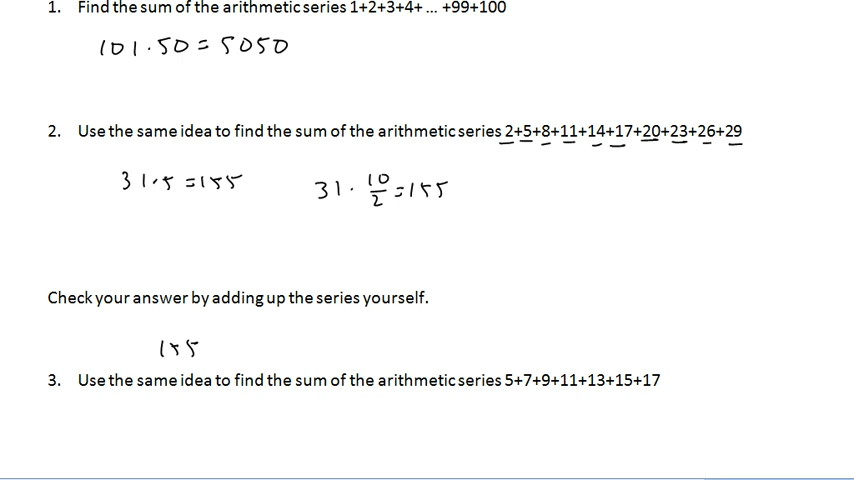 1. Find the sum of the arithmetic series 1+2+3+4+ ... +99+100
101·50=5050
2. Use the same idea to find the sum of the arithmetic series 2+5+8+11+14+17+20+23+26+29
31·5=155 31·10/2=155
Check your answer by adding up the series yourself.
155
3. Use the same idea to find the sum of the arithmetic series 5+7+9+11+13+15+17